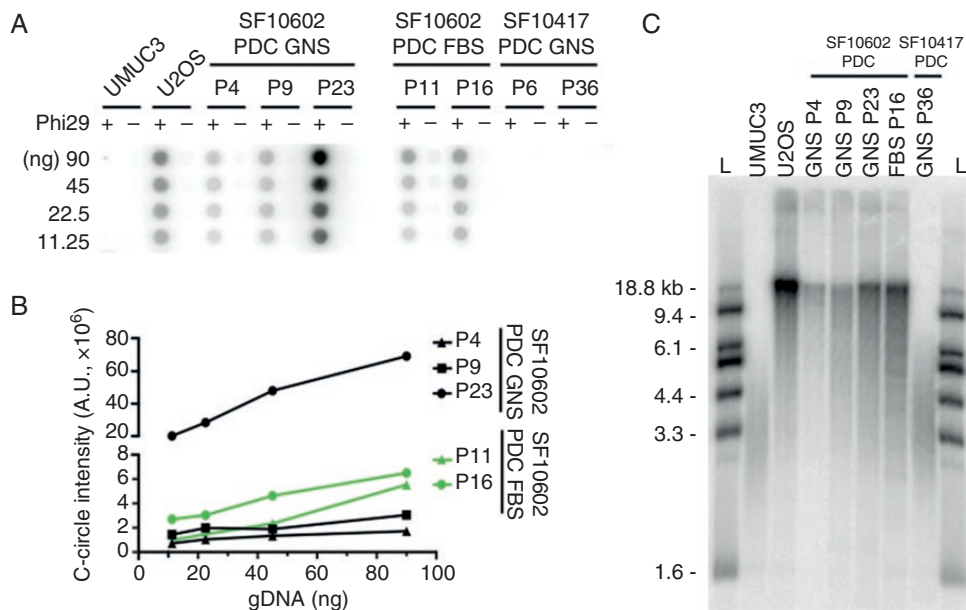 A
SF10602 PDC GNS
SF10602 PDC FBS
SF10417 PDC GNS
UMUC3
U2OS
P4 P9 P23 P11 P16 P6 P36
Phi29 + − + − + − + − + − + − + − + − + −
(ng) 90
45
22.5
11.25
B
C-circle intensity (A.U., ×10⁶)
80
60
40
20
8
6
4
2
0
0 20 40 60 80 100
gDNA (ng)
P4
P9
P23
SF10602 PDC GNS
P11
P16
SF10602 PDC FBS
C
SF10602 PDC
SF10417 PDC
L
UMUC3
U2OS
GNS P4
GNS P9
GNS P23
FBS P16
GNS P36
L
18.8 kb -
9.4 -
6.1 -
4.4 -
3.3 -
1.6 -